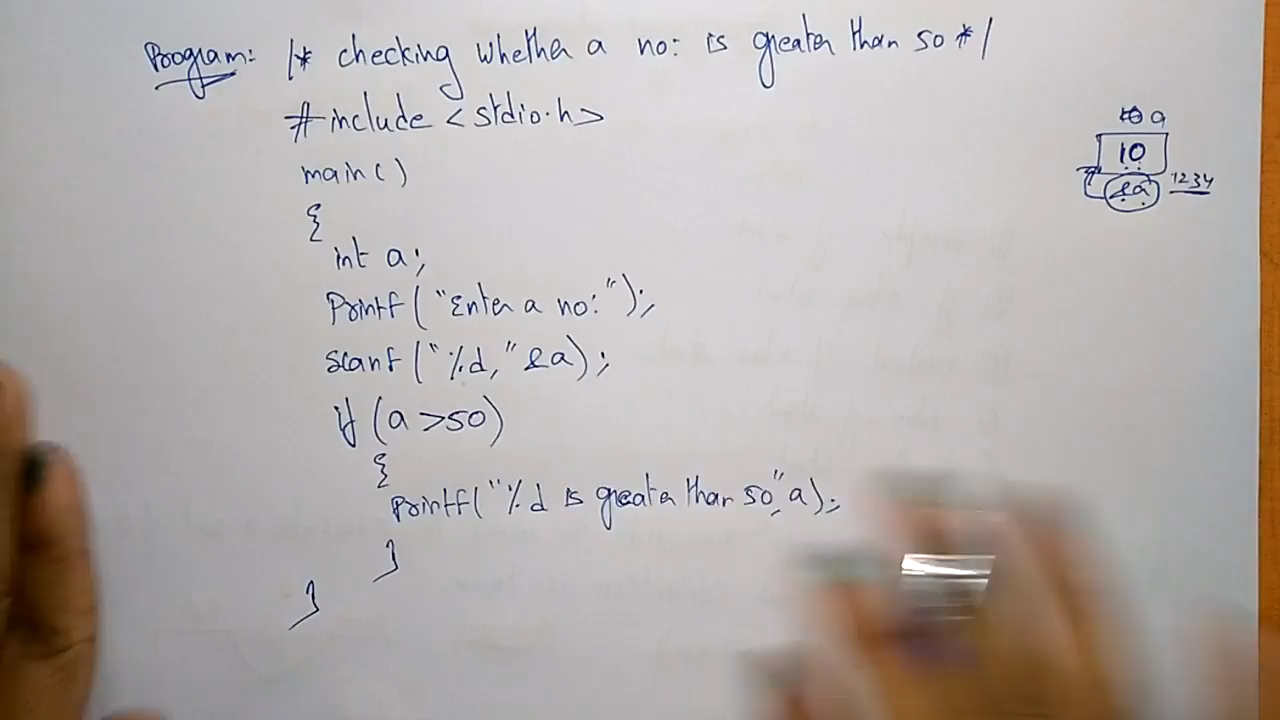 Program: /* checking whether a no: is greater than 50 */
#include <stdio.h>
main()
{
int a;
Printf("Enter a no:");
scanf("%d," &a);
if (a >50)
{
printf("%d is greater than 50," a);
}
}
a
10
&a 1234